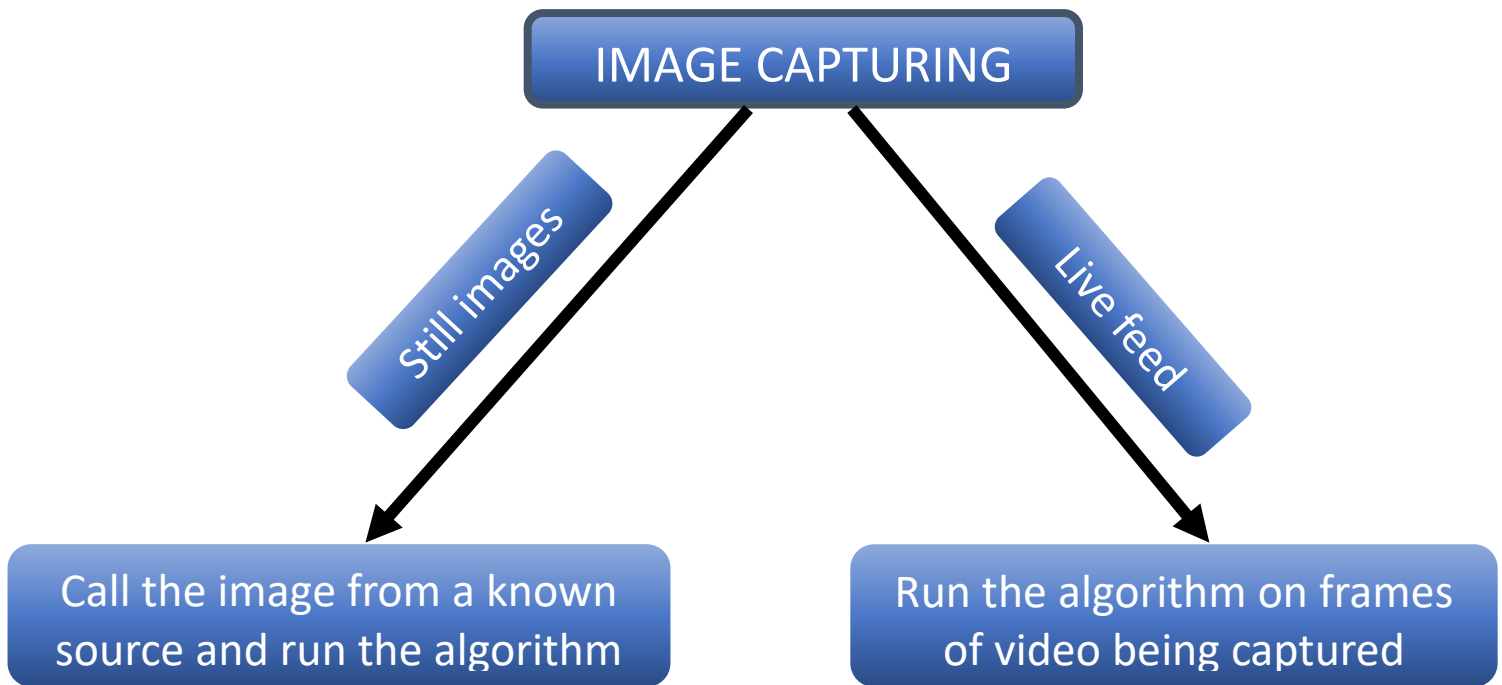 IMAGE CAPTURING
Still images
Live feed
Call the image from a known
source and run the algorithm
Run the algorithm on frames
of video being captured